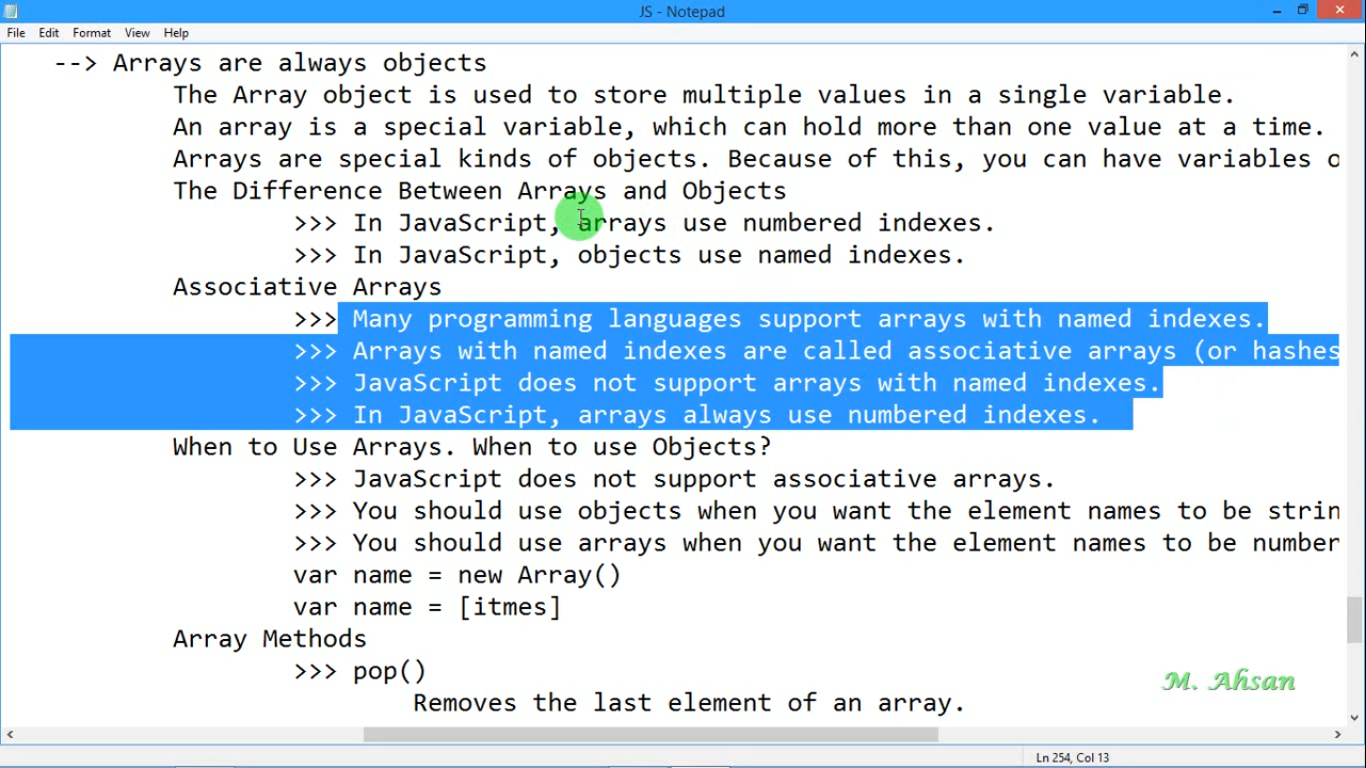 JS - Notepad
File Edit Format View Help
--> Arrays are always objects
The Array object is used to store multiple values in a single variable.
An array is a special variable, which can hold more than one value at a time.
Arrays are special kinds of objects. Because of this, you can have variables o
The Difference Between Arrays and Objects
>>> In JavaScript, arrays use numbered indexes.
>>> In JavaScript, objects use named indexes.
Associative Arrays
>>> Many programming languages support arrays with named indexes.
>>> Arrays with named indexes are called associative arrays (or hashes
>>> JavaScript does not support arrays with named indexes.
>>> In JavaScript, arrays always use numbered indexes.
When to Use Arrays. When to use Objects?
>>> JavaScript does not support associative arrays.
>>> You should use objects when you want the element names to be strin
>>> You should use arrays when you want the element names to be number
var name = new Array()
var name = [itmes]
Array Methods
>>> pop()
Removes the last element of an array.
M. Ahsan
Ln 254, Col 13